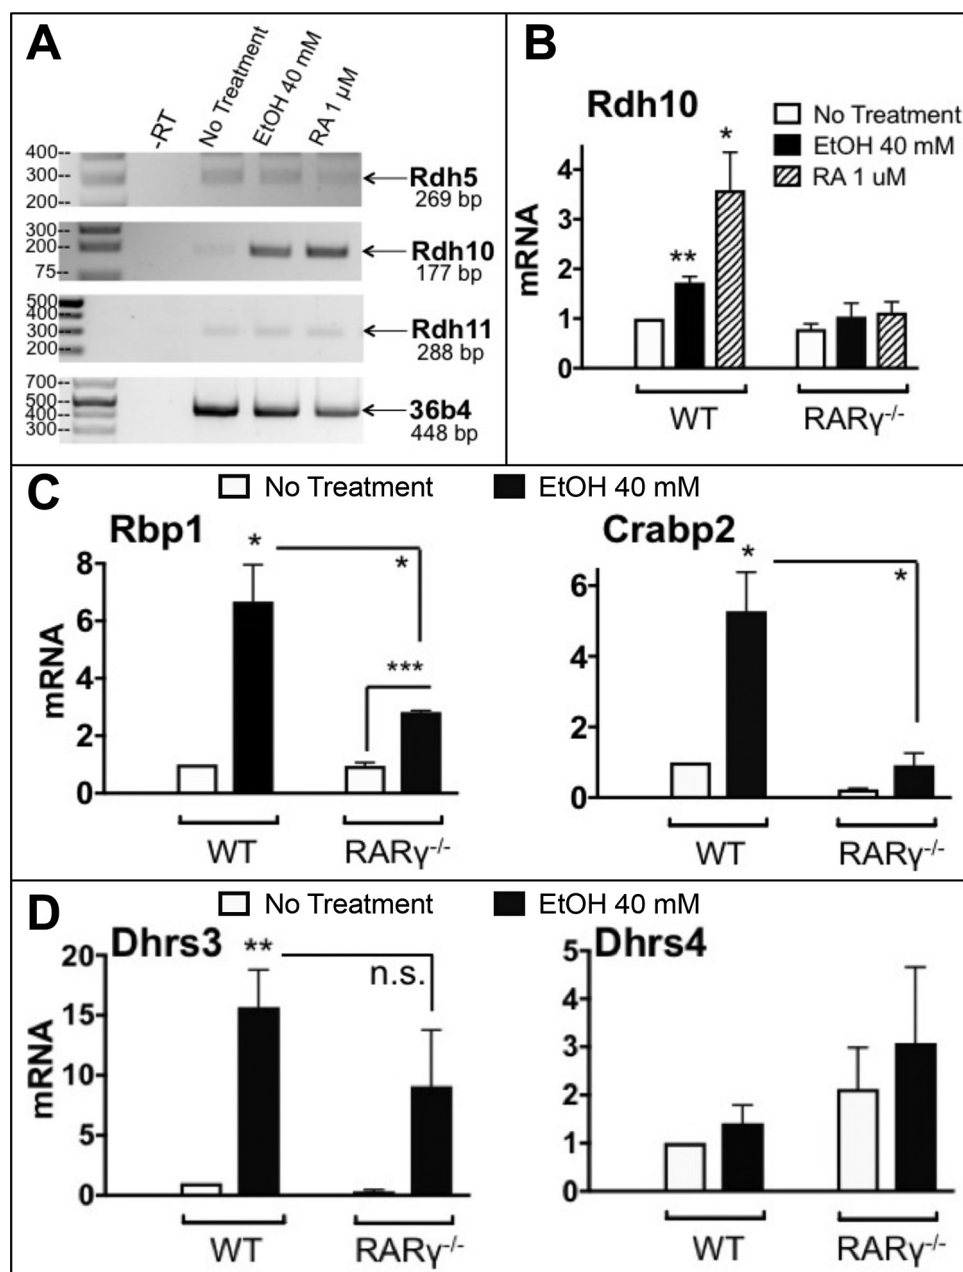 A
-RT
No Treatment
EtOH 40 mM
RA 1 µM
400--
300--
200--
Rdh5
269 bp
300--
200--
75--
Rdh10
177 bp
500--
400--
300--
200--
Rdh11
288 bp
700--
500--
400--
300--
36b4
448 bp
B
Rdh10
No Treatment
EtOH 40 mM
RA 1 uM
mRNA
4
3
2
1
0
**
*
WT
RARγ-/-
C
No Treatment
EtOH 40 mM
Rbp1
mRNA
8
6
4
2
0
*
*
***
WT
RARγ-/-
Crabp2
6
4
2
0
*
*
WT
RARγ-/-
D
No Treatment
EtOH 40 mM
Dhrs3
mRNA
20
15
10
5
0
**
n.s.
WT
RARγ-/-
Dhrs4
5
4
3
2
1
0
WT
RARγ-/-